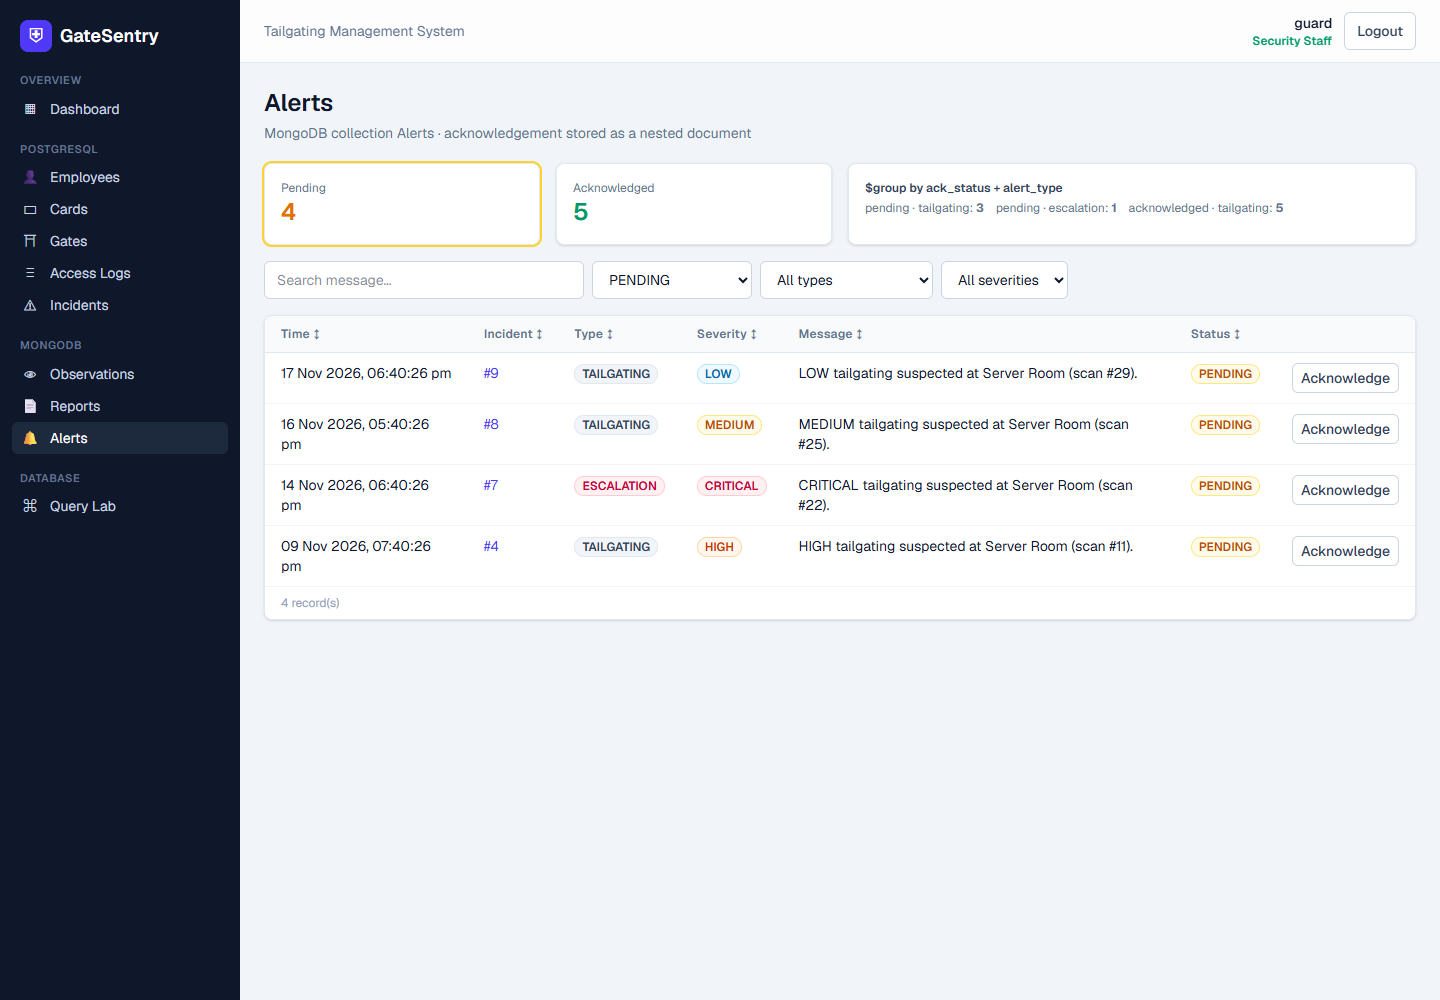 GateSentry
OVERVIEW
Dashboard
POSTGRESQL
Employees
Cards
Gates
Access Logs
Incidents
MONGODB
Observations
Reports
Alerts
DATABASE
Query Lab
Tailgating Management System
guard
Security Staff
Logout
Alerts
MongoDB collection Alerts · acknowledgement stored as a nested document
Pending
4
Acknowledged
5
$group by ack_status + alert_type
pending · tailgating: 3 pending · escalation: 1 acknowledged · tailgating: 5
Search message...
PENDING
All types
All severities
Time ↕ Incident ↕ Type ↕ Severity ↕ Message ↕ Status ↕
17 Nov 2026, 06:40:26 pm #9 TAILGATING LOW LOW tailgating suspected at Server Room (scan #29). PENDING Acknowledge
16 Nov 2026, 05:40:26 #8 TAILGATING MEDIUM MEDIUM tailgating suspected at Server Room (scan PENDING Acknowledge
pm #25).
14 Nov 2026, 06:40:26 #7 ESCALATION CRITICAL CRITICAL tailgating suspected at Server Room (scan PENDING Acknowledge
pm #22).
09 Nov 2026, 07:40:26 #4 TAILGATING HIGH HIGH tailgating suspected at Server Room (scan #11). PENDING Acknowledge
pm
4 record(s)